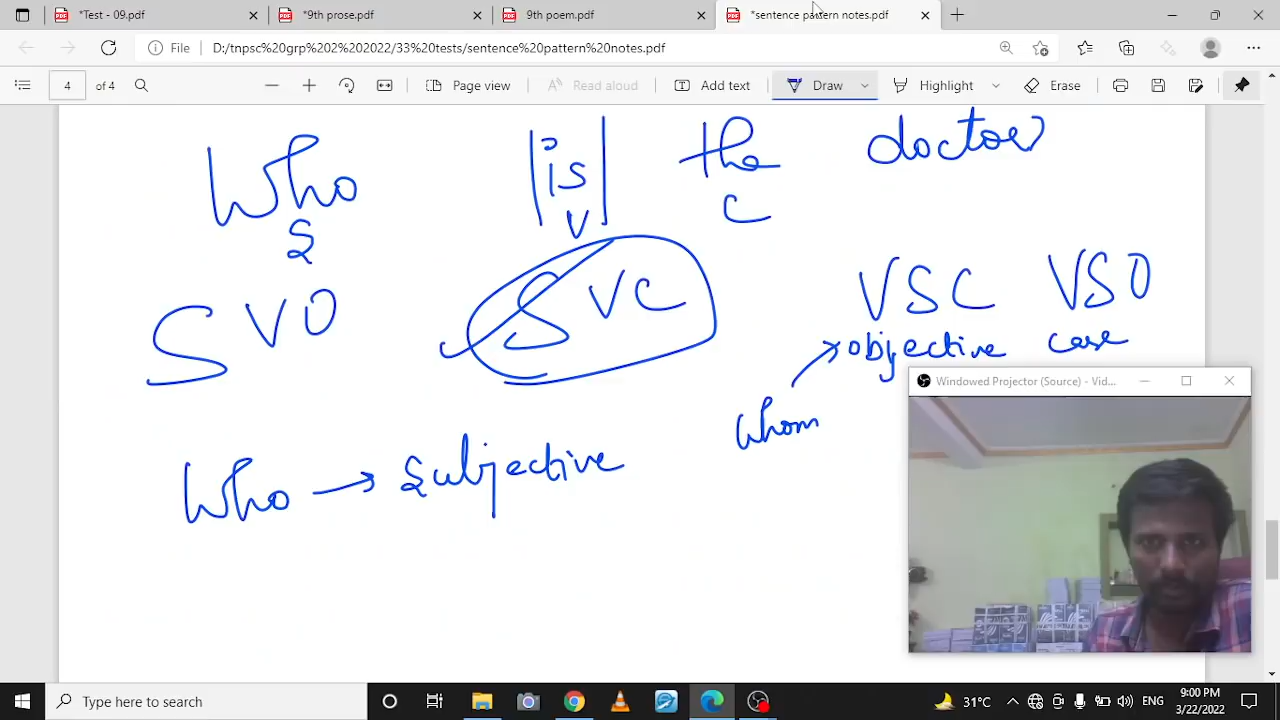 *Test - 09.pdf *9th prose.pdf 9th poem.pdf *sentence pattern notes.pdf
File D:/tnpsc%20grp%202%202022/33%20tests/sentence%20pattern%20notes.pdf
4 of 4 Page view Read aloud Add text Draw Highlight Erase
Who is the doctor
S V C
S V O S V C VSC VSO
objective case
Windowed Projector (Source) - Vid...
Whom
Who → Subjective
Type here to search 31°C ENG 9:00 PM
3/22/2022